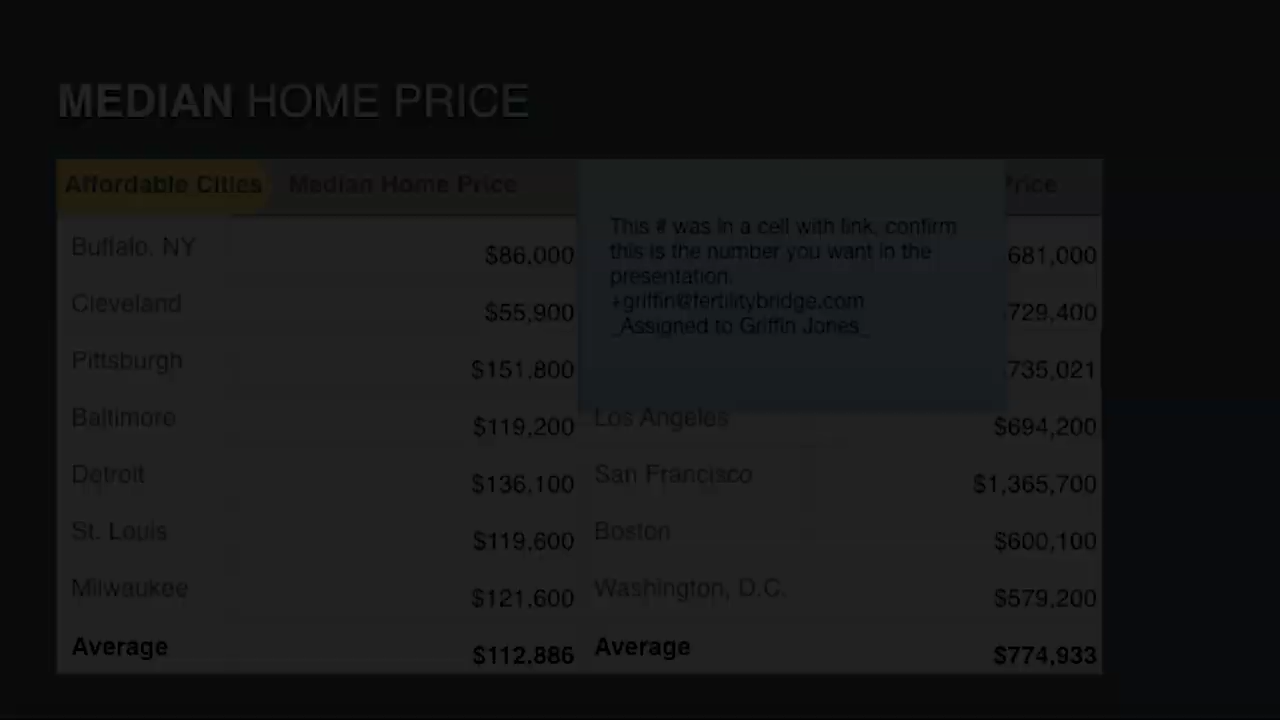 MEDIAN HOME PRICE
Affordable Cities Median Home Price Price
This # was in a cell with link, confirm
this is the number you want in the
presentation.
+griffin@fertilitybridge.com
_Assigned to Griffin Jones_
Buffalo, NY $86,000 681,000
Cleveland $55,900 729,400
Pittsburgh $151,800 735,021
Baltimore $119,200 Los Angeles $694,200
Detroit $136,100 San Francisco $1,365,700
St. Louis $119,600 Boston $600,100
Milwaukee $121,600 Washington, D.C. $579,200
Average $112,886 Average $774,933